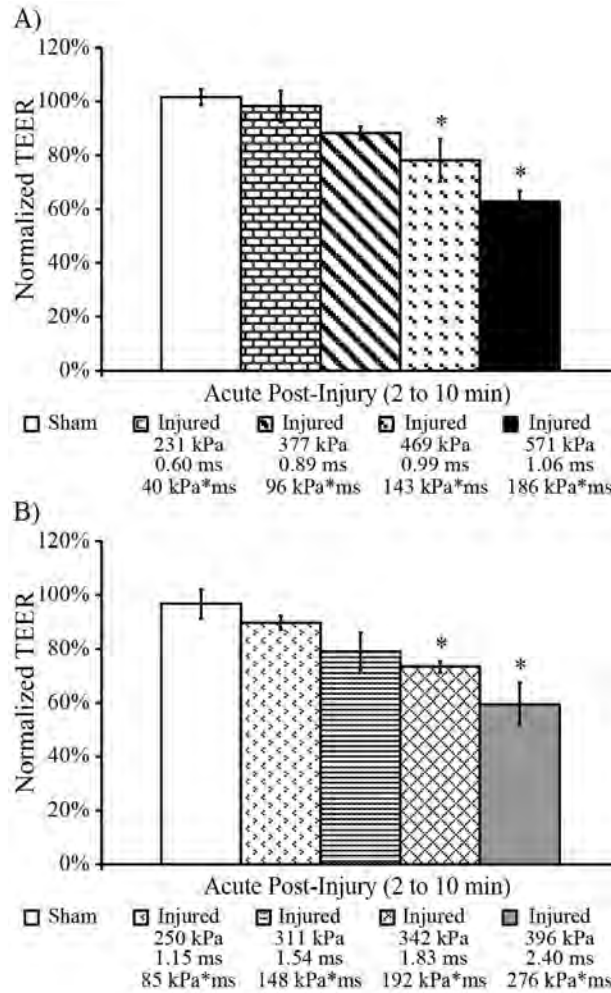 A)
120%
100%
80%
60%
40%
20%
0%
Normalized TEER
*
*
Acute Post-Injury (2 to 10 min)
Sham Injured Injured Injured Injured
231 kPa 377 kPa 469 kPa 571 kPa
0.60 ms 0.89 ms 0.99 ms 1.06 ms
40 kPa*ms 96 kPa*ms 143 kPa*ms 186 kPa*ms
B)
120%
100%
80%
60%
40%
20%
0%
Normalized TEER
*
*
Acute Post-Injury (2 to 10 min)
Sham Injured Injured Injured Injured
250 kPa 311 kPa 342 kPa 396 kPa
1.15 ms 1.54 ms 1.83 ms 2.40 ms
85 kPa*ms 148 kPa*ms 192 kPa*ms 276 kPa*ms